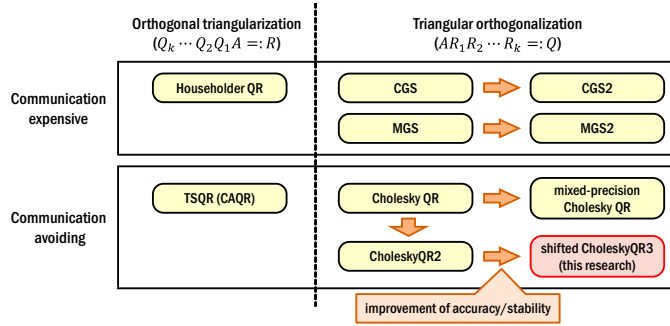 Orthogonal triangularization
(Q_k ⋯ Q_2Q_1A =: R)
Triangular orthogonalization
(AR_1R_2 ⋯ R_k =: Q)
Communication
expensive
Householder QR
CGS
CGS2
MGS
MGS2
Communication
avoiding
TSQR (CAQR)
Cholesky QR
mixed-precision
Cholesky QR
CholeskyQR2
shifted CholeskyQR3
(this research)
improvement of accuracy/stability